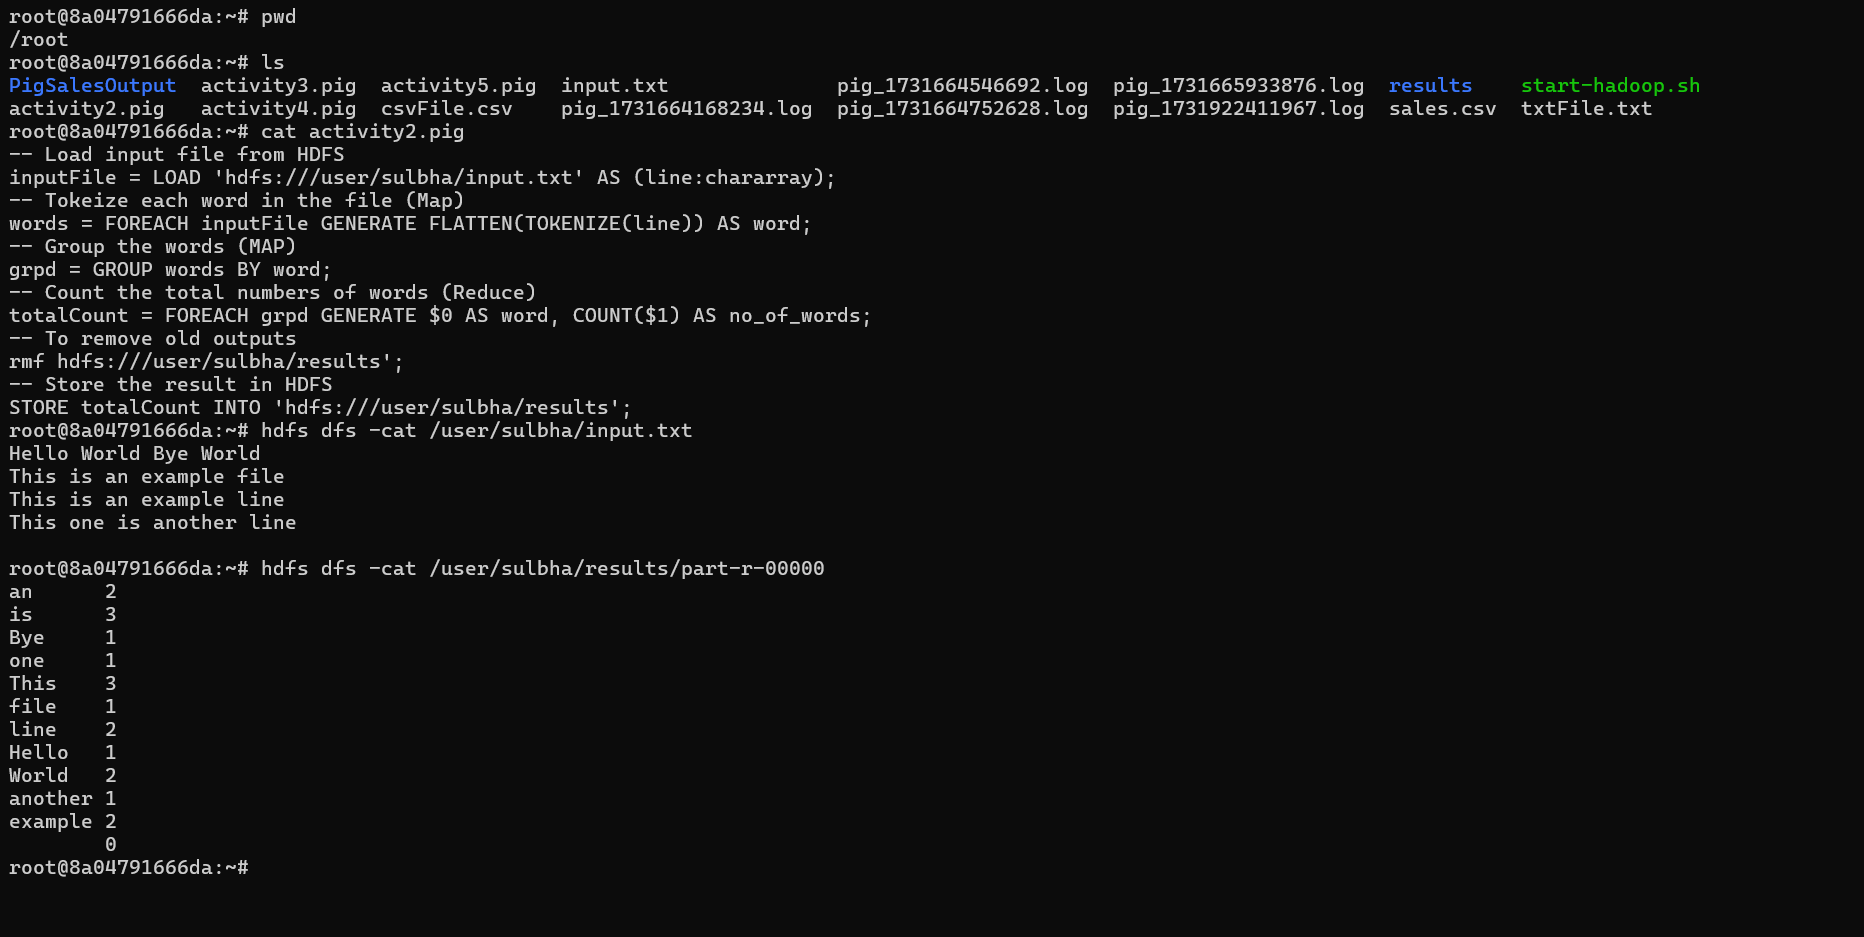 root@8a04791666da:~# pwd
/root
root@8a04791666da:~# ls
PigSalesOutput  activity3.pig  activity5.pig  input.txt              pig_1731664546692.log  pig_1731665933876.log  results    start-hadoop.sh
activity2.pig   activity4.pig  csvFile.csv    pig_1731664168234.log  pig_1731664752628.log  pig_1731922411967.log  sales.csv  txtFile.txt
root@8a04791666da:~# cat activity2.pig
-- Load input file from HDFS
inputFile = LOAD 'hdfs:///user/sulbha/input.txt' AS (line:chararray);
-- Tokeize each word in the file (Map)
words = FOREACH inputFile GENERATE FLATTEN(TOKENIZE(line)) AS word;
-- Group the words (MAP)
grpd = GROUP words BY word;
-- Count the total numbers of words (Reduce)
totalCount = FOREACH grpd GENERATE $0 AS word, COUNT($1) AS no_of_words;
-- To remove old outputs
rmf hdfs:///user/sulbha/results';
-- Store the result in HDFS
STORE totalCount INTO 'hdfs:///user/sulbha/results';
root@8a04791666da:~# hdfs dfs -cat /user/sulbha/input.txt
Hello World Bye World
This is an example file
This is an example line
This one is another line

root@8a04791666da:~# hdfs dfs -cat /user/sulbha/results/part-r-00000
an      2
is      3
Bye     1
one     1
This    3
file    1
line    2
Hello   1
World   2
another 1
example 2
        0
root@8a04791666da:~#